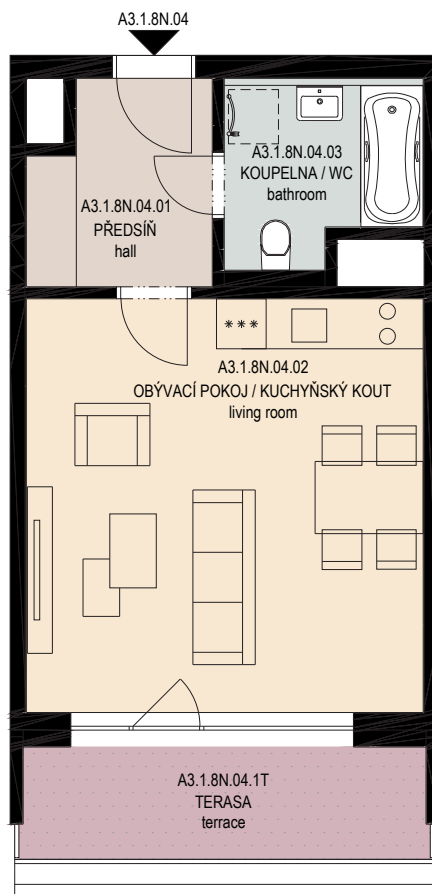 A3.1.8N.04
A3.1.8N.04.03
KOUPELNA / WC
bathroom
A3.1.8N.04.01
PŘEDSÍŇ
hall
***
A3.1.8N.04.02
OBÝVACÍ POKOJ / KUCHYŇSKÝ KOUT
living room
A3.1.8N.04.1T
TERASA
terrace